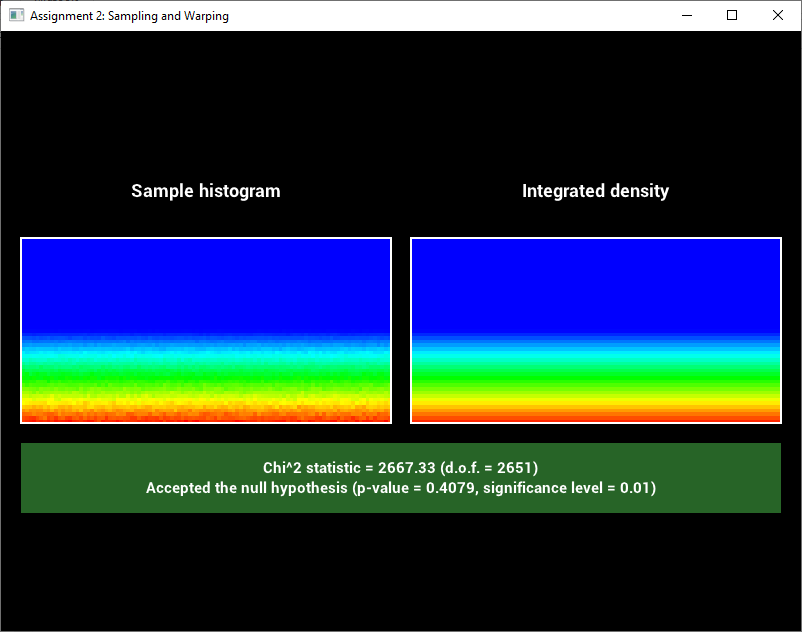 Assignment 2: Sampling and Warping
Sample histogram
Integrated density
Chi^2 statistic = 2667.33 (d.o.f. = 2651)
Accepted the null hypothesis (p-value = 0.4079, significance level = 0.01)